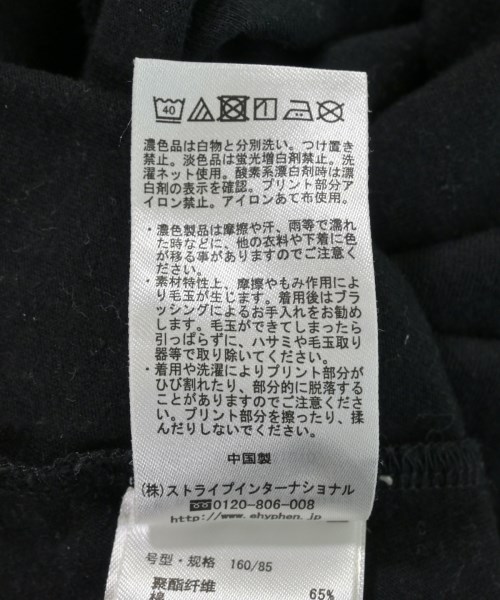 40
濃色品は白物と分別洗い。つけ置き
禁止。淡色品は蛍光増白剤禁止。洗
濯ネット使用。酸素系漂白剤時は漂
白剤の表示を確認。プリント部分ア
イロン禁止。アイロンあて布使用。
・濃色製品は摩擦や汗、雨等で濡れ
た時などに、他の衣料や下着に色
が移る事がありますのでご注意く
ださい。
・素材特性上、摩擦やもみ作用によ
り毛玉が生じます。着用後はブラ
ッシングによるお手入れをお勧め
します。毛玉ができてしまったら
引っぱらずに、ハサミや毛玉取り
器等で取り除いてください。
・着用や洗濯によりプリント部分が
ひび割れたり、部分的に脱落する
ことがありますのでご注意くださ
い。プリント部分を擦ったり、揉
んだりしないでください。
中国製
(株)ストライプインターナショナル
0120-806-008
http://www.ehyphen.jp
号型・规格 160/85
聚酯纤维 65%
棉